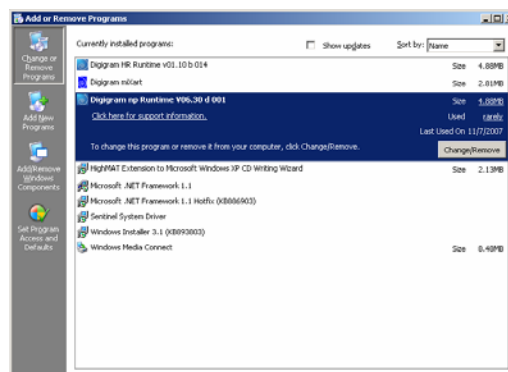 Add or Remove Programs
Change or
Remove
Programs
Currently installed programs:
Show updates
Sort by: Name
Digigram HR Runtime v01.10 b 014
Size 4.88MB
Digigram miXart
Size 2.81MB
Digigram np Runtime V06.30 d 001
Size 4.88MB
Click here for support information.
Used rarely
Last Used On 11/7/2007
To change this program or remove it from your computer, click Change/Remove.
Change/Remove
HighMAT Extension to Microsoft Windows XP CD Writing Wizard
Size 2.13MB
Microsoft .NET Framework 1.1
Microsoft .NET Framework 1.1 Hotfix (KB886903)
Sentinel System Driver
Windows Installer 3.1 (KB893803)
Windows Media Connect
Size 0.48MB
Add New
Programs
Add/Remove
Windows
Components
Set Program
Access and
Defaults